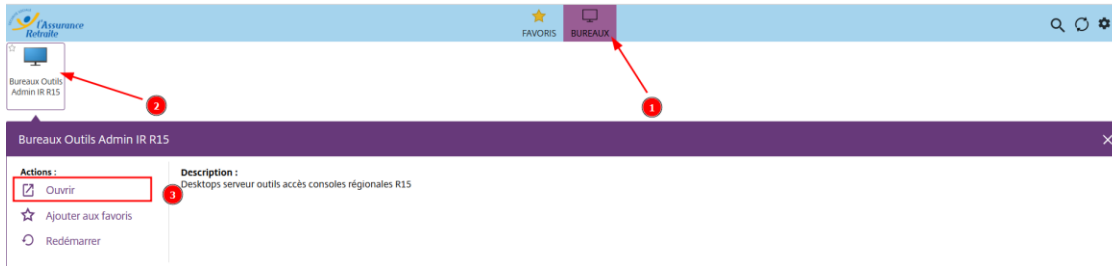 l'Assurance
Retraite
FAVORIS
BUREAUX
Bureaux Outils
Admin IR R15
2
1
Bureaux Outils Admin IR R15
Actions :
Ouvrir
3
Ajouter aux favoris
Redémarrer
Description :
Desktops serveur outils accès consoles régionales R15